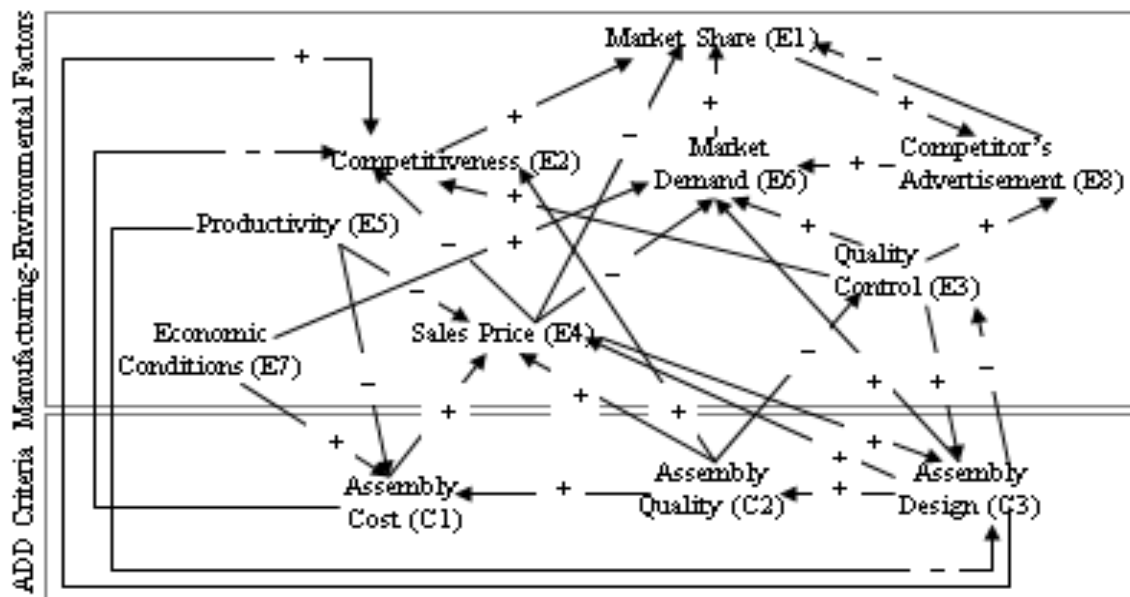 Manufacturing-Environmental Factors
ADD Criteria
Market Share (E1)
+
−
+
+
+
−
−
Competitiveness (E2)
Market
Demand (E6)
+
Competitor's
Advertisement (E8)
+
Productivity (E5)
−
+
+
+
Quality
Control (E3)
−
−
Economic
Conditions (E7)
Sales Price (E4)
−
−
−
+
+
+
+
+
+
+
+
Assembly
Cost (C1)
+
Assembly
Quality (C2)
+
Assembly
Design (C3)
−